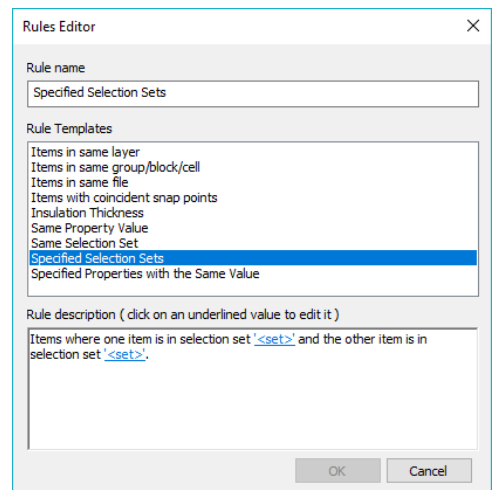 Rules Editor
Rule name
Specified Selection Sets
Rule Templates
Items in same layer
Items in same group/block/cell
Items in same file
Items with coincident snap points
Insulation Thickness
Same Property Value
Same Selection Set
Specified Selection Sets
Specified Properties with the Same Value
Rule description ( click on an underlined value to edit it )
Items where one item is in selection set '<set>' and the other item is in
selection set '<set>'.
OK
Cancel